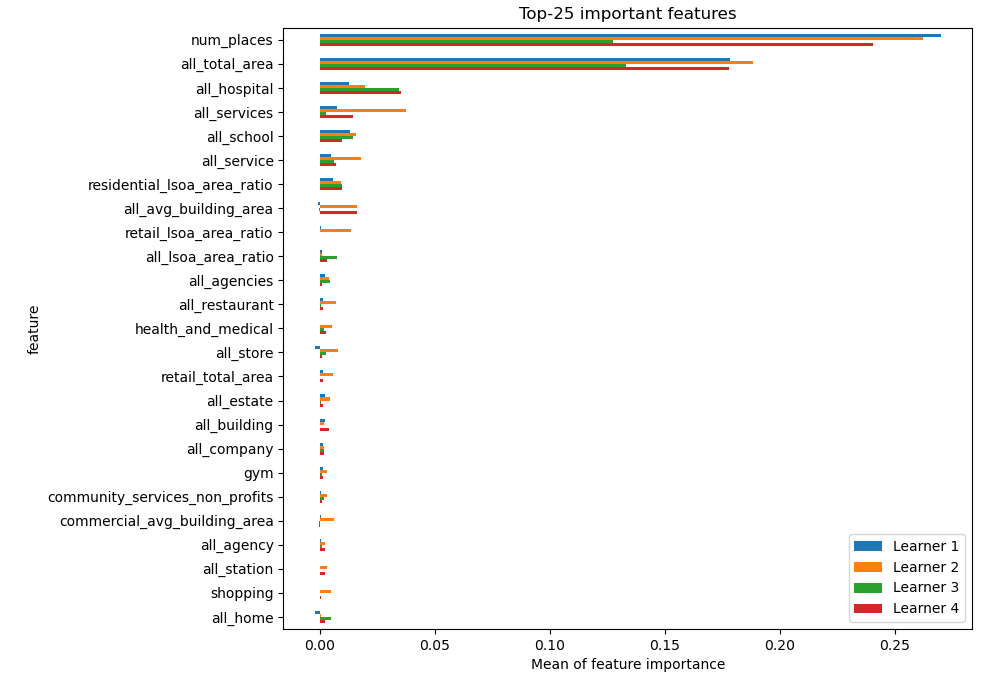 Top-25 important features
num_places
all_total_area
all_hospital
all_services
all_school
all_service
residential_lsoa_area_ratio
all_avg_building_area
retail_lsoa_area_ratio
all_lsoa_area_ratio
all_agencies
all_restaurant
health_and_medical
all_store
retail_total_area
all_estate
all_building
all_company
gym
community_services_non_profits
commercial_avg_building_area
all_agency
all_station
shopping
all_home
feature
0.00 0.05 0.10 0.15 0.20 0.25
Mean of feature importance
Learner 1
Learner 2
Learner 3
Learner 4